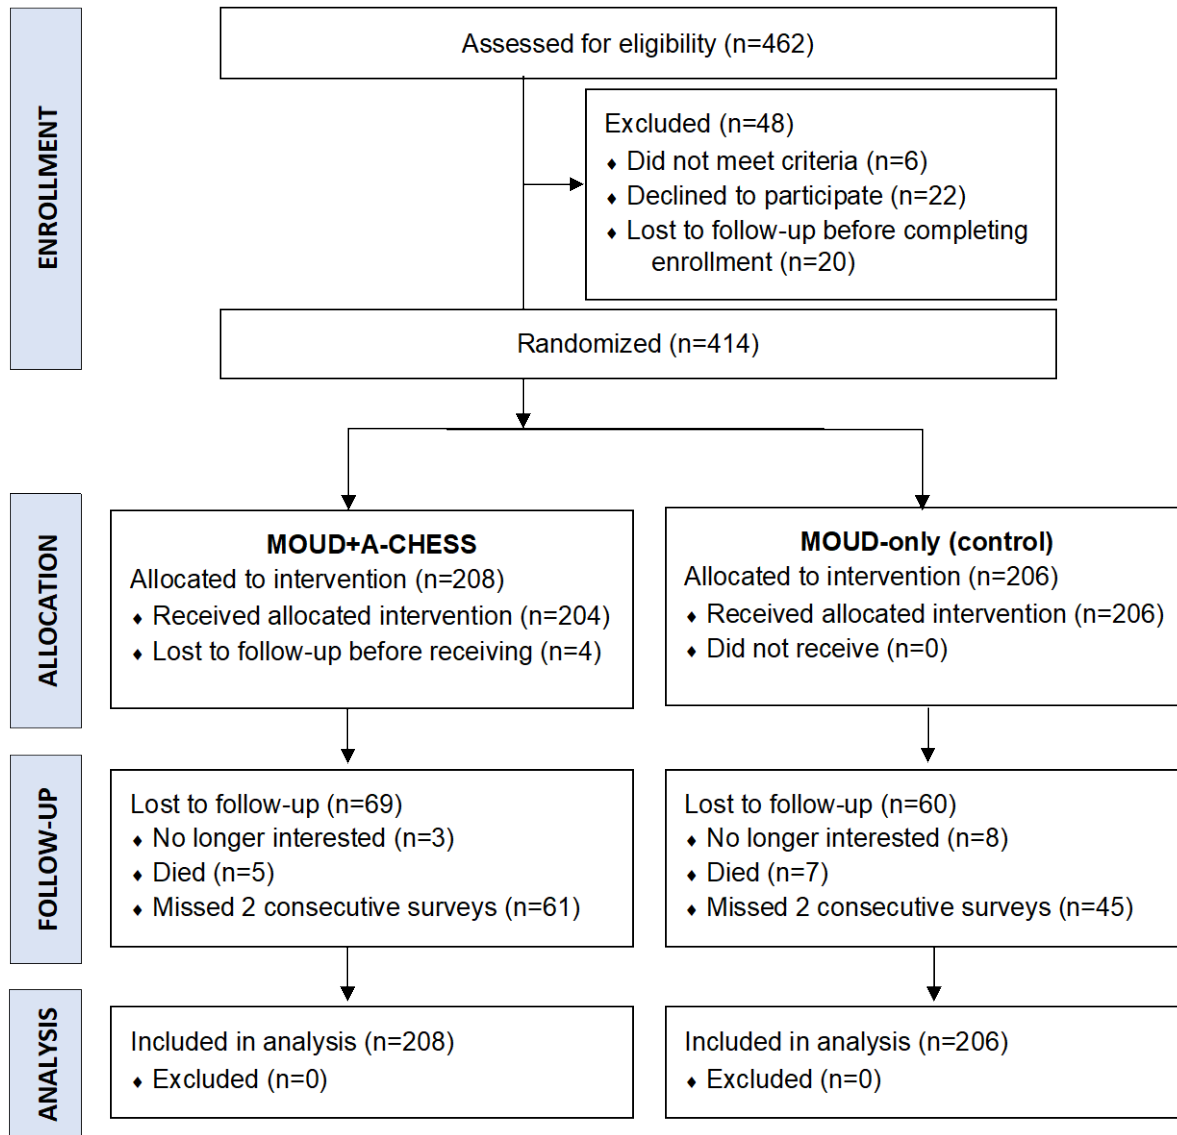 ENROLLMENT
Assessed for eligibility (n=462)
Excluded (n=48)
♦ Did not meet criteria (n=6)
♦ Declined to participate (n=22)
♦ Lost to follow-up before completing
enrollment (n=20)
Randomized (n=414)
ALLOCATION
MOUD+A-CHESS
Allocated to intervention (n=208)
♦ Received allocated intervention (n=204)
♦ Lost to follow-up before receiving (n=4)
MOUD-only (control)
Allocated to intervention (n=206)
♦ Received allocated intervention (n=206)
♦ Did not receive (n=0)
FOLLOW-UP
Lost to follow-up (n=69)
♦ No longer interested (n=3)
♦ Died (n=5)
♦ Missed 2 consecutive surveys (n=61)
Lost to follow-up (n=60)
♦ No longer interested (n=8)
♦ Died (n=7)
♦ Missed 2 consecutive surveys (n=45)
ANALYSIS
Included in analysis (n=208)
♦ Excluded (n=0)
Included in analysis (n=206)
♦ Excluded (n=0)